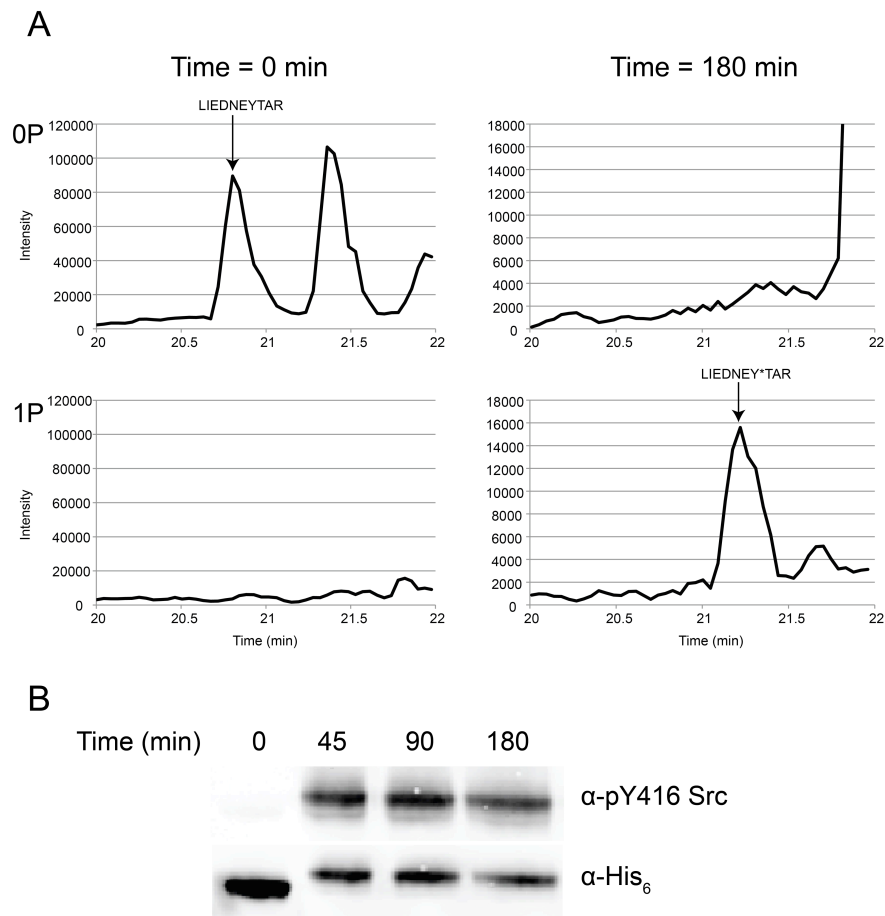 A
Time = 0 min
Time = 180 min
LIEDNEYTAR
0P
120000
100000
80000
60000
40000
20000
0
Intensity
20 20.5 21 21.5 22
18000
16000
14000
12000
10000
8000
6000
4000
2000
0
20 20.5 21 21.5 22
LIEDNEY*TAR
1P
120000
100000
80000
60000
40000
20000
0
Intensity
20 20.5 21 21.5 22
Time (min)
18000
16000
14000
12000
10000
8000
6000
4000
2000
0
20 20.5 21 21.5 22
Time (min)
B
Time (min) 0 45 90 180
α-pY416 Src
α-His₆